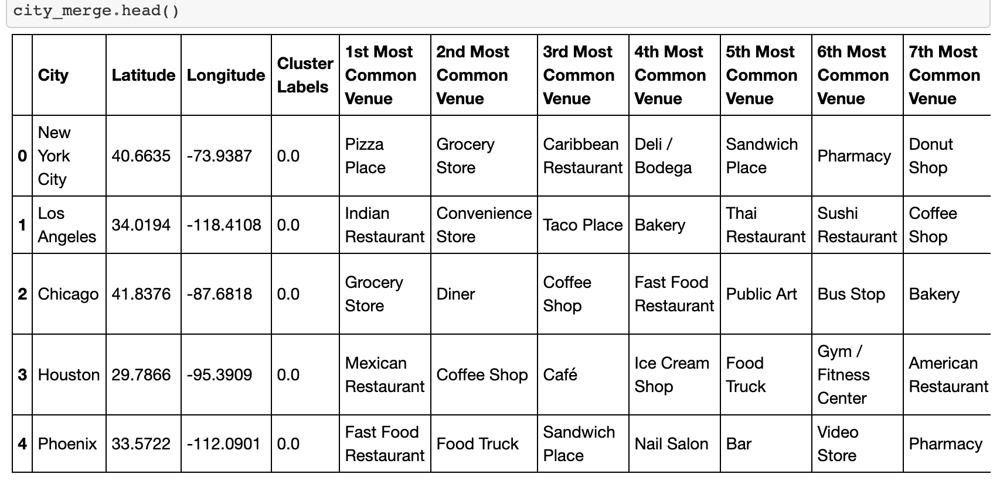 city_merge.head()
City Latitude Longitude Cluster Labels 1st Most Common Venue 2nd Most Common Venue 3rd Most Common Venue 4th Most Common Venue 5th Most Common Venue 6th Most Common Venue 7th Most Common Venue
0 New York City 40.6635 -73.9387 0.0 Pizza Place Grocery Store Caribbean Restaurant Deli / Bodega Sandwich Place Pharmacy Donut Shop
1 Los Angeles 34.0194 -118.4108 0.0 Indian Restaurant Convenience Store Taco Place Bakery Thai Restaurant Sushi Restaurant Coffee Shop
2 Chicago 41.8376 -87.6818 0.0 Grocery Store Diner Coffee Shop Fast Food Restaurant Public Art Bus Stop Bakery
3 Houston 29.7866 -95.3909 0.0 Mexican Restaurant Coffee Shop Café Ice Cream Shop Food Truck Gym / Fitness Center American Restaurant
4 Phoenix 33.5722 -112.0901 0.0 Fast Food Restaurant Food Truck Sandwich Place Nail Salon Bar Video Store Pharmacy